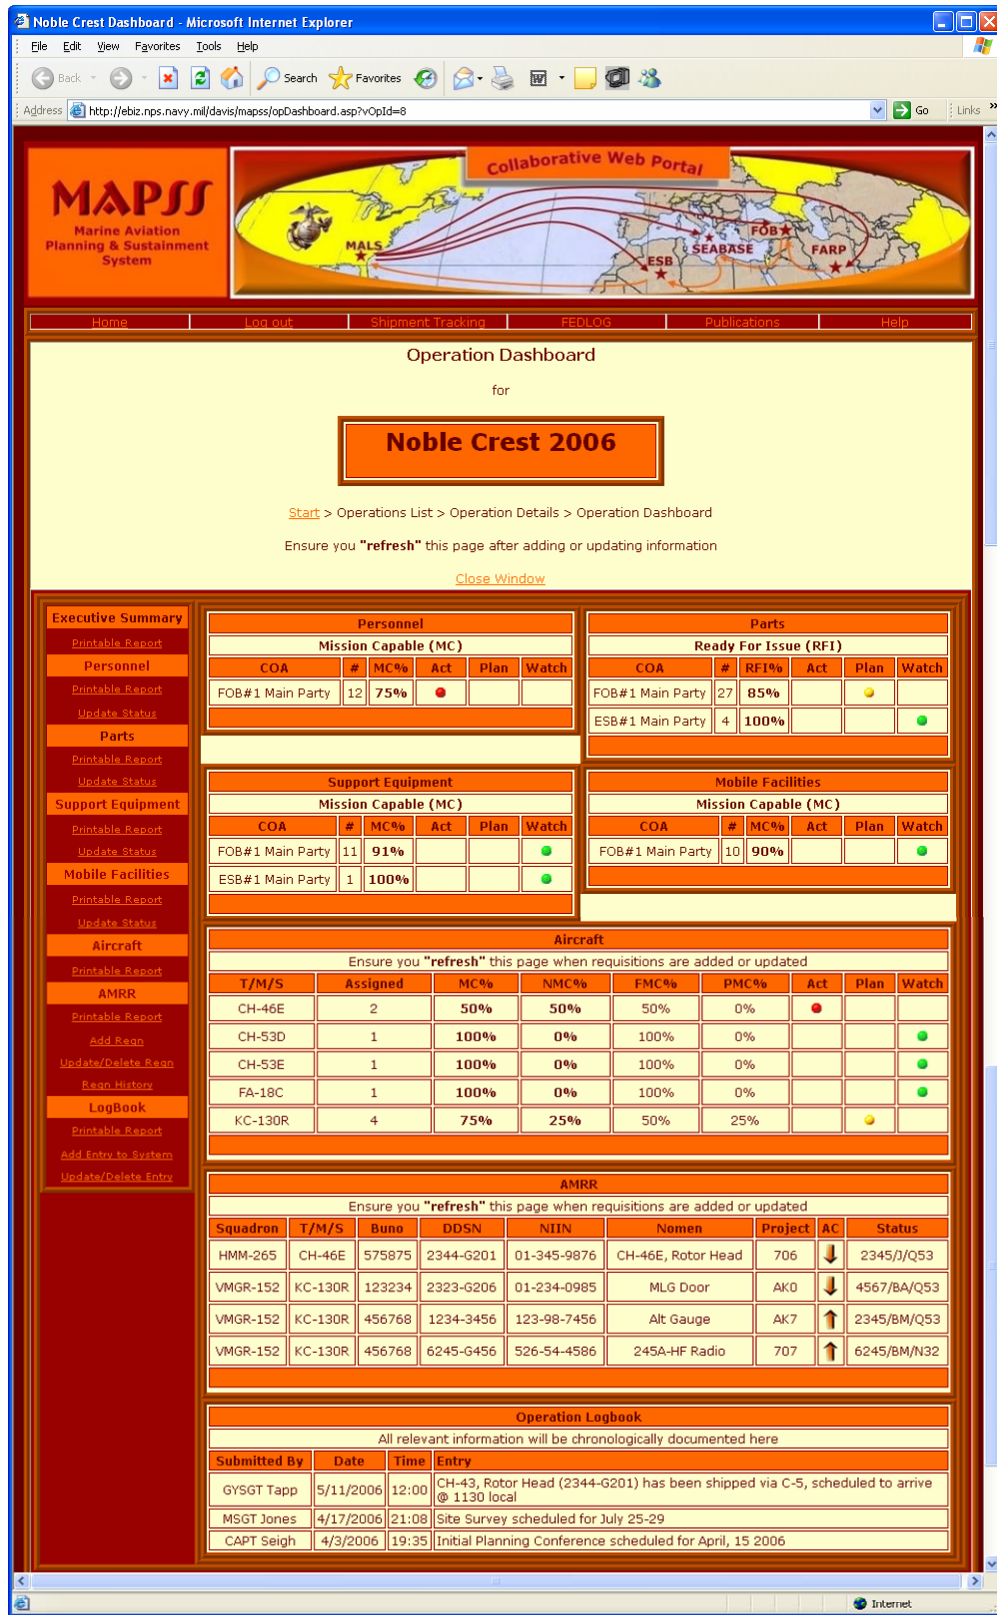 Noble Crest Dashboard - Microsoft Internet Explorer
File Edit View Favorites Tools Help
Back Search Favorites
Address http://ebiz.nps.navy.mil/davis/mapss/opDashboard.asp?vOpId=8 Go Links »
MAPSS
Marine Aviation
Planning & Sustainment
System
Collaborative Web Portal
MALS ESB SEABASE FOB FARP
Home Log out Shipment Tracking FEDLOG Publications Help
Operation Dashboard
for
Noble Crest 2006
Start > Operations List > Operation Details > Operation Dashboard
Ensure you "refresh" this page after adding or updating information
Close Window
Executive Summary
Printable Report
Personnel
Printable Report
Update Status
Parts
Printable Report
Update Status
Support Equipment
Printable Report
Update Status
Mobile Facilities
Printable Report
Update Status
Aircraft
Printable Report
AMRR
Printable Report
Add Reqn
Update/Delete Reqn
Reqn History
LogBook
Printable Report
Add Entry to System
Update/Delete Entry
Personnel
Mission Capable (MC)
COA # MC% Act Plan Watch
FOB#1 Main Party 12 75%
Parts
Ready For Issue (RFI)
COA # RFI% Act Plan Watch
FOB#1 Main Party 27 85%
ESB#1 Main Party 4 100%
Support Equipment
Mission Capable (MC)
COA # MC% Act Plan Watch
FOB#1 Main Party 11 91%
ESB#1 Main Party 1 100%
Mobile Facilities
Mission Capable (MC)
COA # MC% Act Plan Watch
FOB#1 Main Party 10 90%
Aircraft
Ensure you "refresh" this page when requisitions are added or updated
T/M/S Assigned MC% NMC% FMC% PMC% Act Plan Watch
CH-46E 2 50% 50% 50% 0%
CH-53D 1 100% 0% 100% 0%
CH-53E 1 100% 0% 100% 0%
FA-18C 1 100% 0% 100% 0%
KC-130R 4 75% 25% 50% 25%
AMRR
Ensure you "refresh" this page when requisitions are added or updated
Squadron T/M/S Buno DDSN NIIN Nomen Project AC Status
HMM-265 CH-46E 575875 2344-G201 01-345-9876 CH-46E, Rotor Head 706 2345/J/Q53
VMGR-152 KC-130R 123234 2323-G206 01-234-0985 MLG Door AK0 4567/BA/Q53
VMGR-152 KC-130R 456768 1234-3456 123-98-7456 Alt Gauge AK7 2345/BM/Q53
VMGR-152 KC-130R 456768 6245-G456 526-54-4586 245A-HF Radio 707 6245/BM/N32
Operation Logbook
All relevant information will be chronologically documented here
Submitted By Date Time Entry
GYSGT Tapp 5/11/2006 12:00 CH-43, Rotor Head (2344-G201) has been shipped via C-5, scheduled to arrive
@ 1130 local
MSGT Jones 4/17/2006 21:08 Site Survey scheduled for July 25-29
CAPT Seigh 4/3/2006 19:35 Initial Planning Conference scheduled for April, 15 2006
Internet